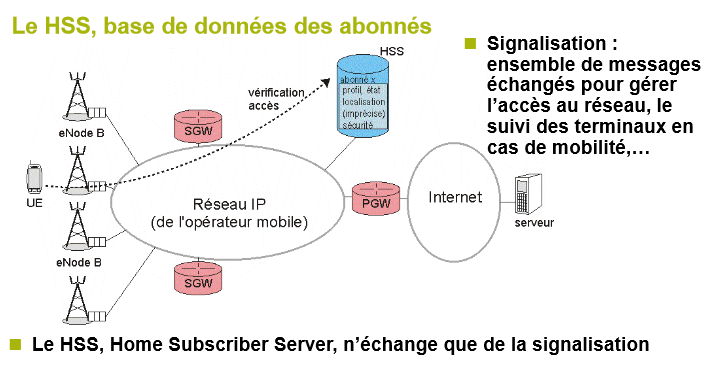 Le HSS, base de données des abonnés
HSS
abonné x
profil, état
localisation
(imprécise)
sécurité
vérification,
accès
SGW
eNode B
UE
Réseau IP
(de l'opérateur mobile)
PGW
Internet
serveur
eNode B
SGW
■ Signalisation :
ensemble de messages
échangés pour gérer
l'accès au réseau, le
suivi des terminaux en
cas de mobilité,…
■ Le HSS, Home Subscriber Server, n'échange que de la signalisation